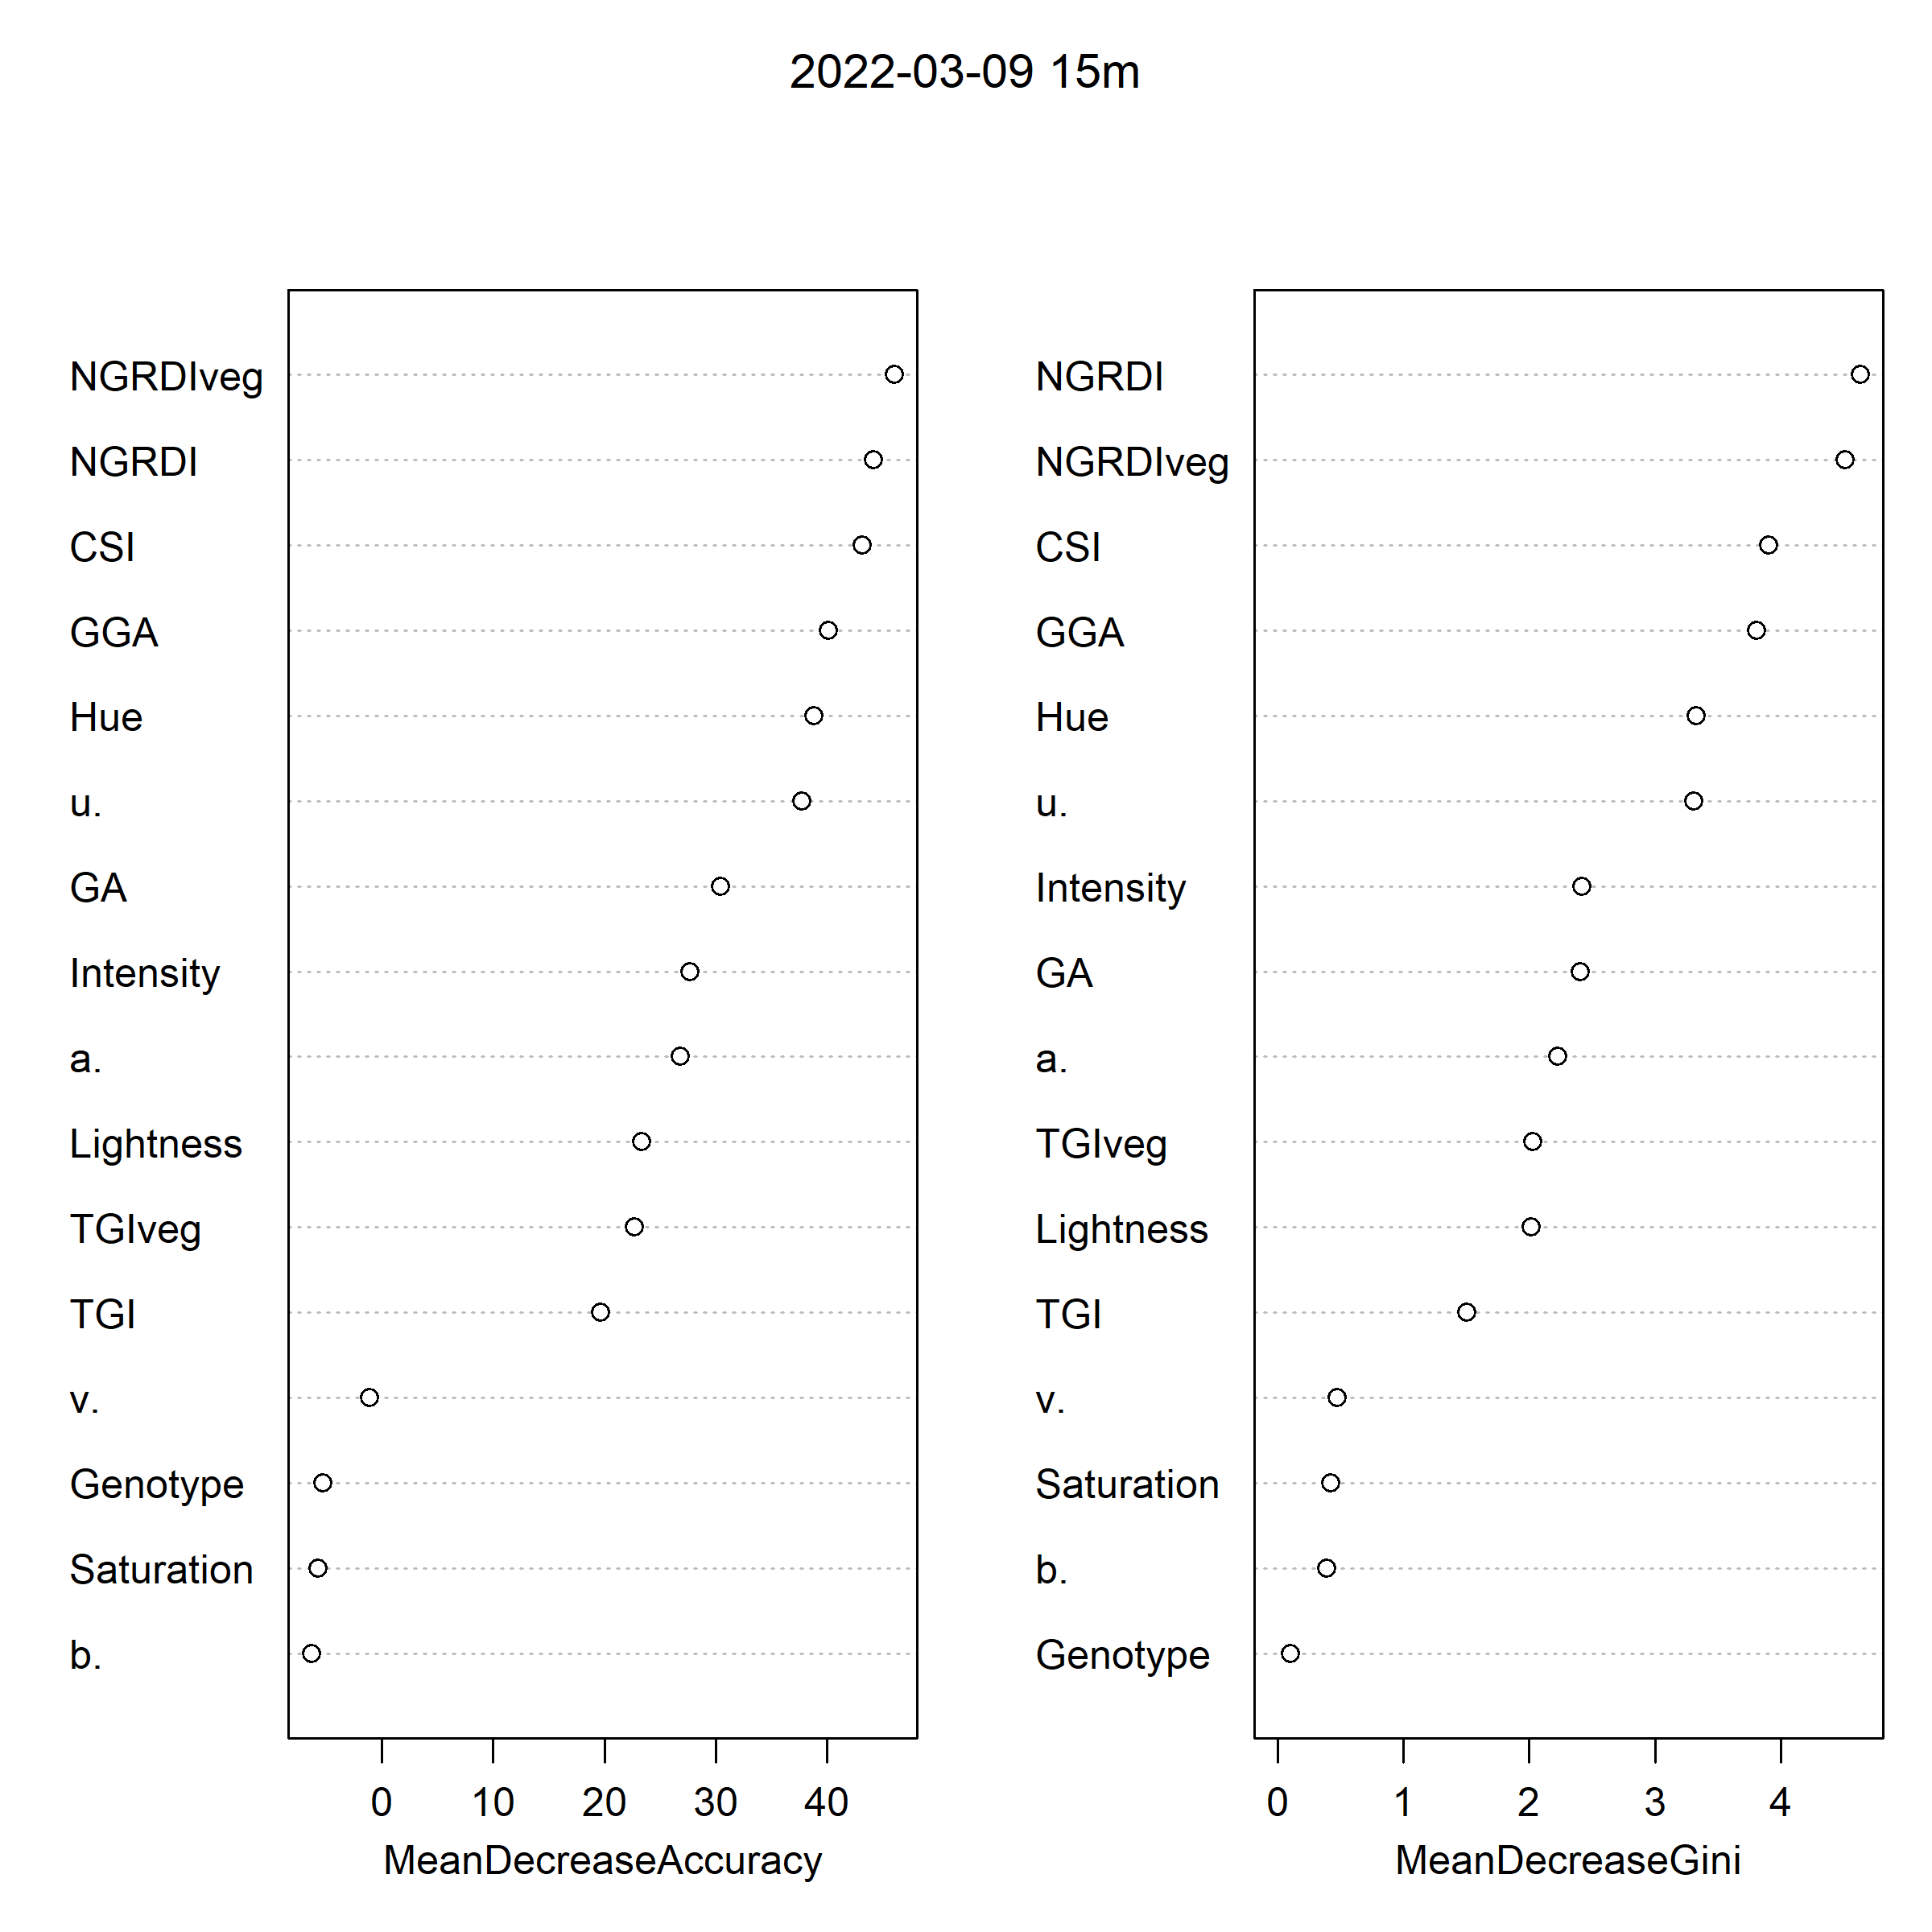 2022-03-09 15m
NGRDIveg
NGRDI
CSI
GGA
Hue
u.
GA
Intensity
a.
Lightness
TGIveg
TGI
v.
Genotype
Saturation
b.
0 10 20 30 40
MeanDecreaseAccuracy
NGRDI
NGRDIveg
CSI
GGA
Hue
u.
Intensity
GA
a.
TGIveg
Lightness
TGI
v.
Saturation
b.
Genotype
0 1 2 3 4
MeanDecreaseGini